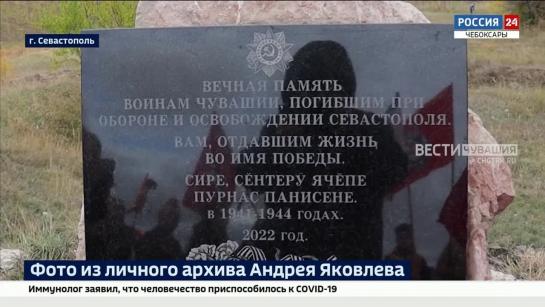 г. Севастополь
РОССИЯ 24
ЧЕБОКСАРЫ
ВЕЧНАЯ ПАМЯТЬ
ВОИНАМ ЧУВАШИИ, ПОГИБШИМ ПРИ
ОБОРОНЕ И ОСВОБОЖДЕНИИ СЕВАСТОПОЛЯ.
ВАМ, ОТДАВШИМ ЖИЗНЬ
ВО ИМЯ ПОБЕДЫ.
ВЕСТИ ЧУВАШИЯ
CHGTRK.RU
СИРЕ, СӖНТЕРӲ ЯЧӖПЕ
ПУРНАС ПАНИСЕНЕ.
в 1941-1944 годах.
2022 год.
Фото из личного архива Андрея Яковлева
Иммунолог заявил, что человечество приспособилось к COVID-19